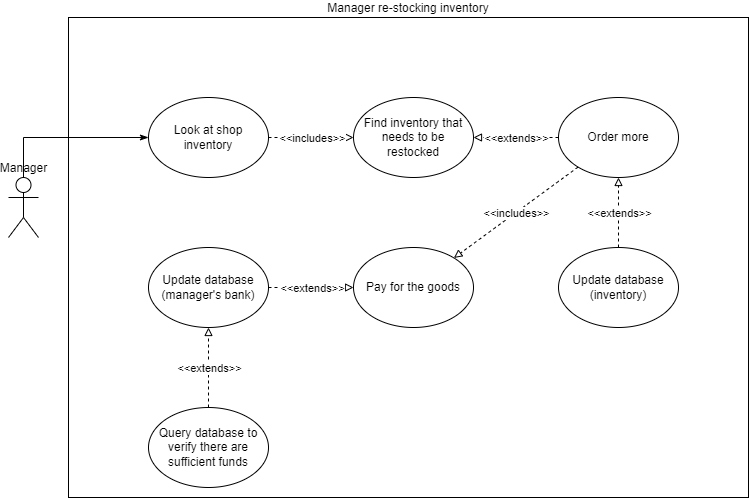 Manager re-stocking inventory
Manager
Look at shop
inventory
<<includes>>
Find inventory that
needs to be
restocked
<<extends>>
Order more
<<includes>>
<<extends>>
Update database
(manager's bank)
<<extends>>
Pay for the goods
Update database
(inventory)
<<extends>>
Query database to
verify there are
sufficient funds